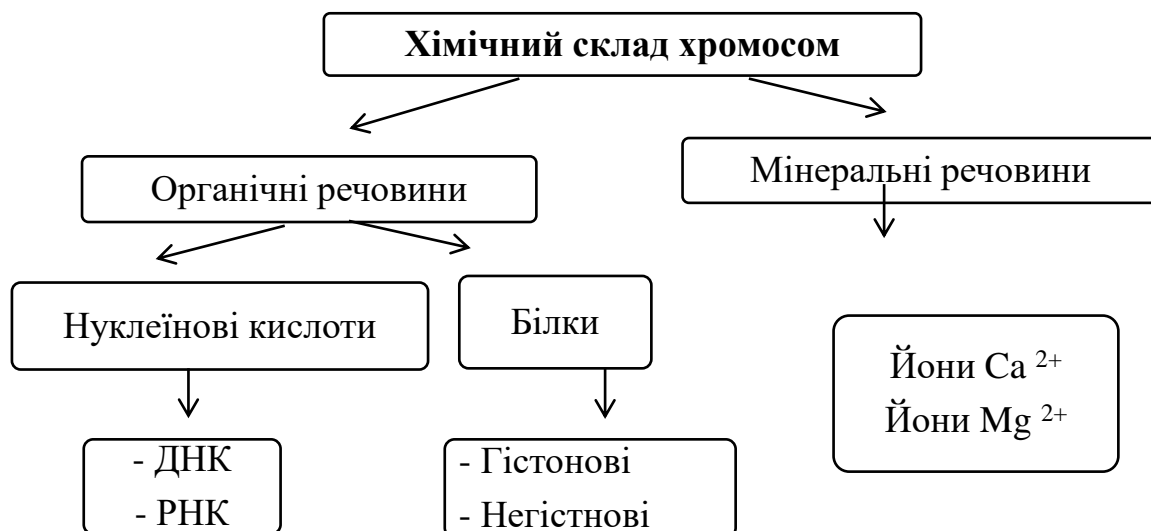 Хімічний склад хромосом
Органічні речовини
Мінеральні речовини
Нуклеїнові кислоти
Білки
Йони Ca ²⁺
Йони Mg ²⁺
- ДНК
- РНК
- Гістонові
- Негістнові